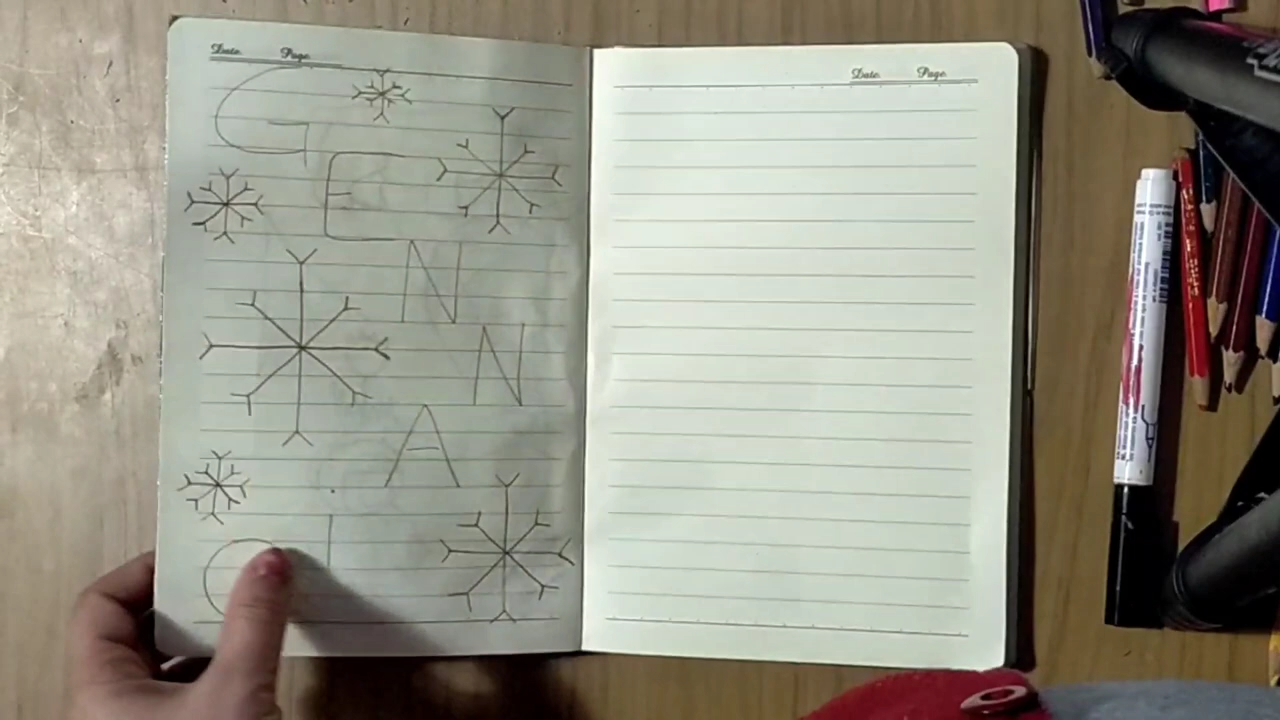 Date. Page.
G
E
N
N
A
i
O
Date. Page.